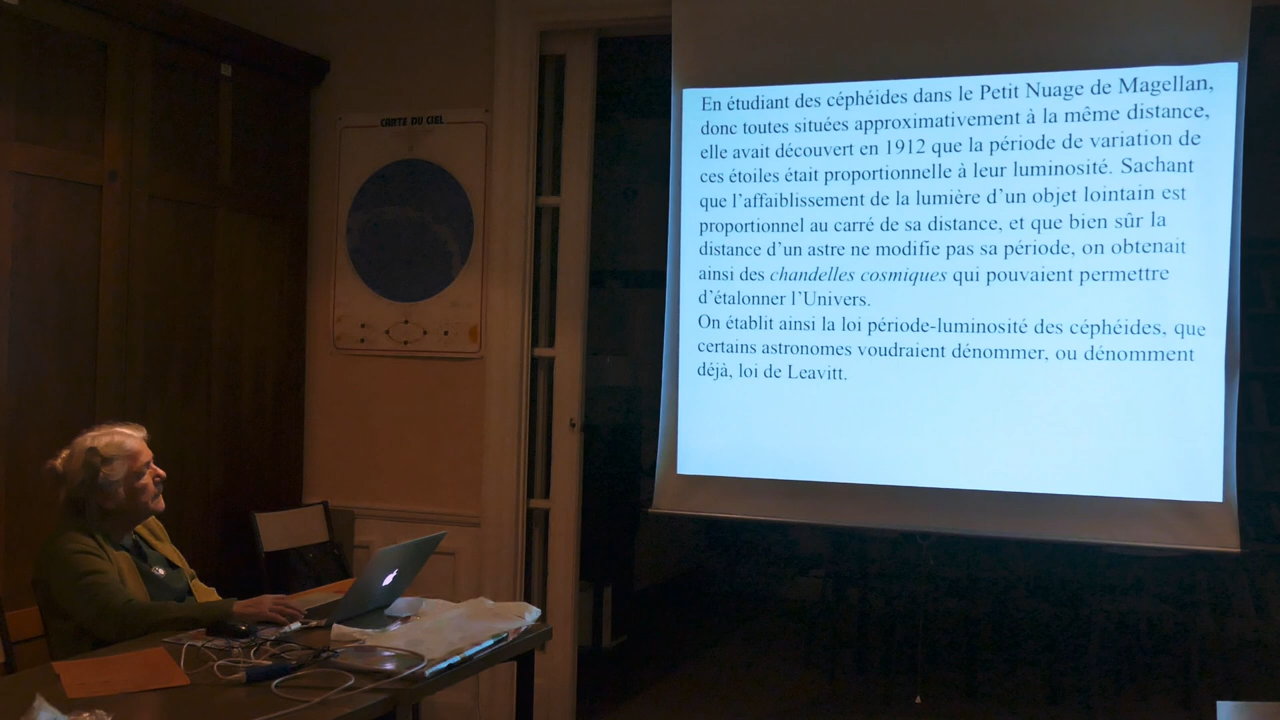 CARTE DU CIEL
En étudiant des céphéides dans le Petit Nuage de Magellan,
donc toutes situées approximativement à la même distance,
elle avait découvert en 1912 que la période de variation de
ces étoiles était proportionnelle à leur luminosité. Sachant
que l’affaiblissement de la lumière d’un objet lointain est
proportionnel au carré de sa distance, et que bien sûr la
distance d’un astre ne modifie pas sa période, on obtenait
ainsi des chandelles cosmiques qui pouvaient permettre
d’étalonner l’Univers.
On établit ainsi la loi période-luminosité des céphéides, que
certains astronomes voudraient dénommer, ou dénomment
déjà, loi de Leavitt.